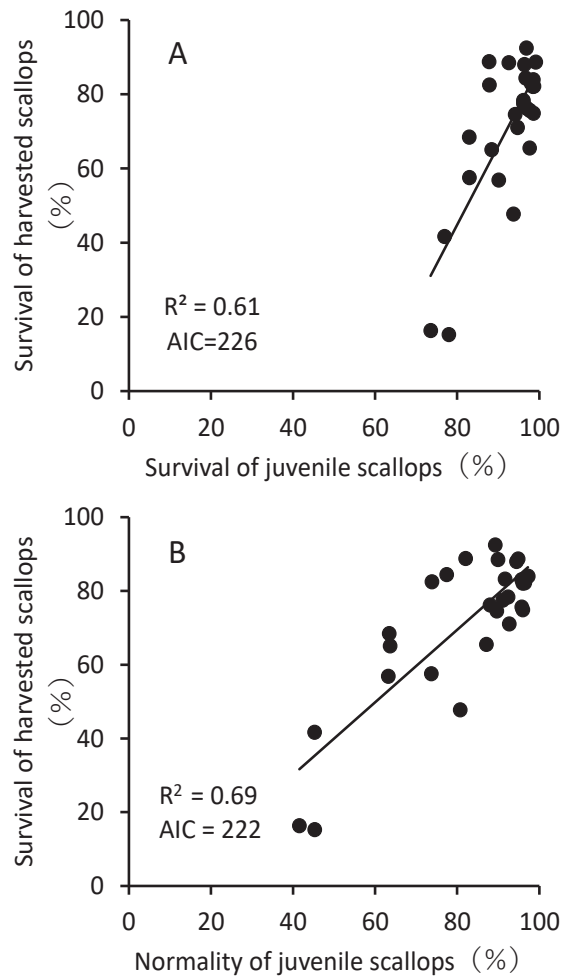 A
Survival of harvested scallops
（%）
100
80
60
40
20
0
R² = 0.61
AIC=226
0 20 40 60 80 100
Survival of juvenile scallops（%）
B
Survival of harvested scallops
（%）
100
80
60
40
20
0
R² = 0.69
AIC = 222
0 20 40 60 80 100
Normality of juvenile scallops（%）